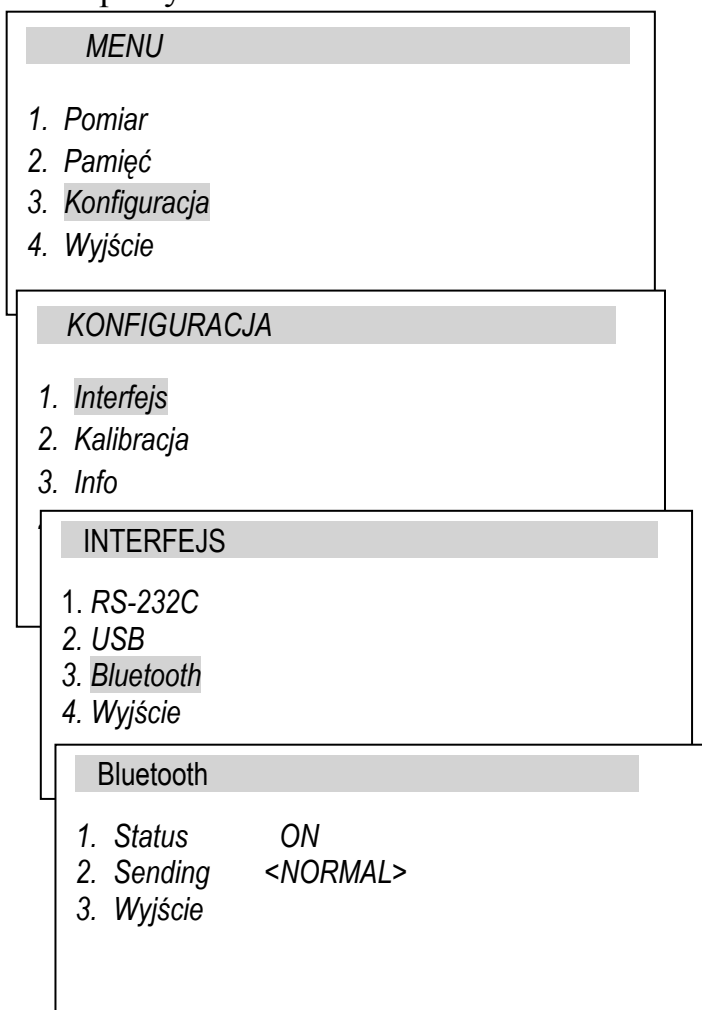 MENU
1. Pomiar
2. Pamięć
3. Konfiguracja
4. Wyjście
KONFIGURACJA
1. Interfejs
2. Kalibracja
3. Info
INTERFEJS
1. RS-232C
2. USB
3. Bluetooth
4. Wyjście
Bluetooth
1. Status ON
2. Sending <NORMAL>
3. Wyjście